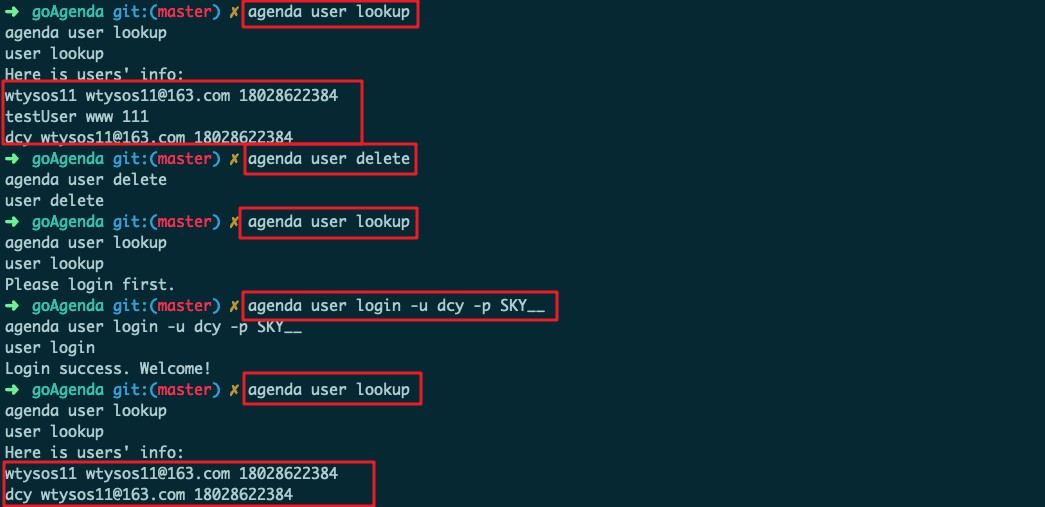 ➜ goAgenda git:(master) ✗ agenda user lookup
agenda user lookup
user lookup
Here is users' info:
wtysos11 wtysos11@163.com 18028622384
testUser www 111
dcy wtysos11@163.com 18028622384
➜ goAgenda git:(master) ✗ agenda user delete
agenda user delete
user delete
➜ goAgenda git:(master) ✗ agenda user lookup
agenda user lookup
user lookup
Please login first.
➜ goAgenda git:(master) ✗ agenda user login -u dcy -p SKY__
agenda user login -u dcy -p SKY__
user login
Login success. Welcome!
➜ goAgenda git:(master) ✗ agenda user lookup
agenda user lookup
user lookup
Here is users' info:
wtysos11 wtysos11@163.com 18028622384
dcy wtysos11@163.com 18028622384